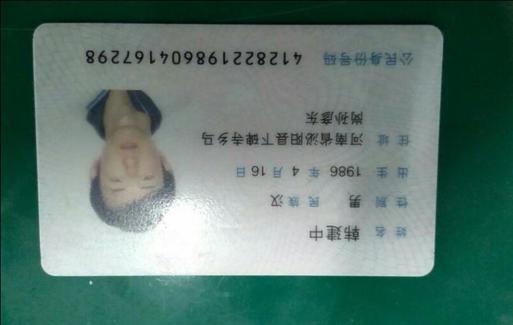 姓名 韩建中
性别 男 民族 汉
出生 1986 年 4 月 16 日
住址 河南省泌阳县下碑寺乡马
岗孙彦东
公民身份号码 412822198604167298